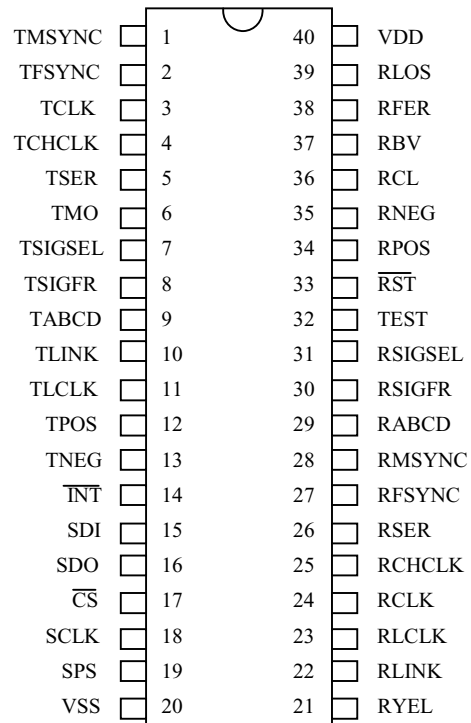 TMSYNC 1 40 VDD
TFSYNC 2 39 RLOS
TCLK 3 38 RFER
TCHCLK 4 37 RBV
TSER 5 36 RCL
TMO 6 35 RNEG
TSIGSEL 7 34 RPOS
TSIGFR 8 33 R̅S̅T̅
TABCD 9 32 TEST
TLINK 10 31 RSIGSEL
TLCLK 11 30 RSIGFR
TPOS 12 29 RABCD
TNEG 13 28 RMSYNC
I̅N̅T̅ 14 27 RFSYNC
SDI 15 26 RSER
SDO 16 25 RCHCLK
C̅S̅ 17 24 RCLK
SCLK 18 23 RLCLK
SPS 19 22 RLINK
VSS 20 21 RYEL